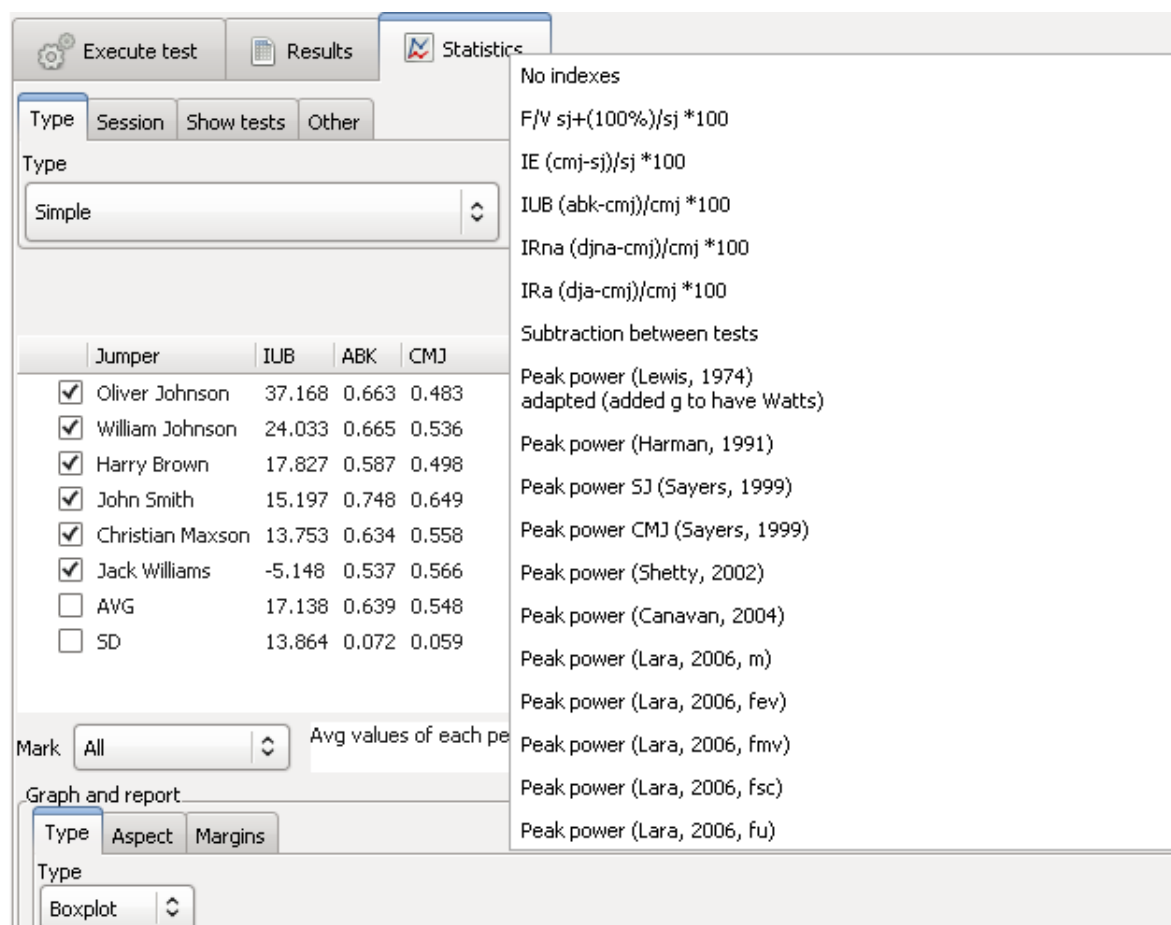 Execute test
Results
Statistics
Type
Session
Show tests
Other
Type
Simple
Jumper IUB ABK CMJ
Oliver Johnson 37.168 0.663 0.483
William Johnson 24.033 0.665 0.536
Harry Brown 17.827 0.587 0.498
John Smith 15.197 0.748 0.649
Christian Maxson 13.753 0.634 0.558
Jack Williams -5.148 0.537 0.566
AVG 17.138 0.639 0.548
SD 13.864 0.072 0.059
Mark All
Avg values of each pe
Graph and report
Type
Aspect
Margins
Type
Boxplot
No indexes
F/V sj+(100%)/sj *100
IE (cmj-sj)/sj *100
IUB (abk-cmj)/cmj *100
IRna (djna-cmj)/cmj *100
IRa (dja-cmj)/cmj *100
Subtraction between tests
Peak power (Lewis, 1974)
adapted (added g to have Watts)
Peak power (Harman, 1991)
Peak power SJ (Sayers, 1999)
Peak power CMJ (Sayers, 1999)
Peak power (Shetty, 2002)
Peak power (Canavan, 2004)
Peak power (Lara, 2006, m)
Peak power (Lara, 2006, fev)
Peak power (Lara, 2006, fmv)
Peak power (Lara, 2006, fsc)
Peak power (Lara, 2006, fu)